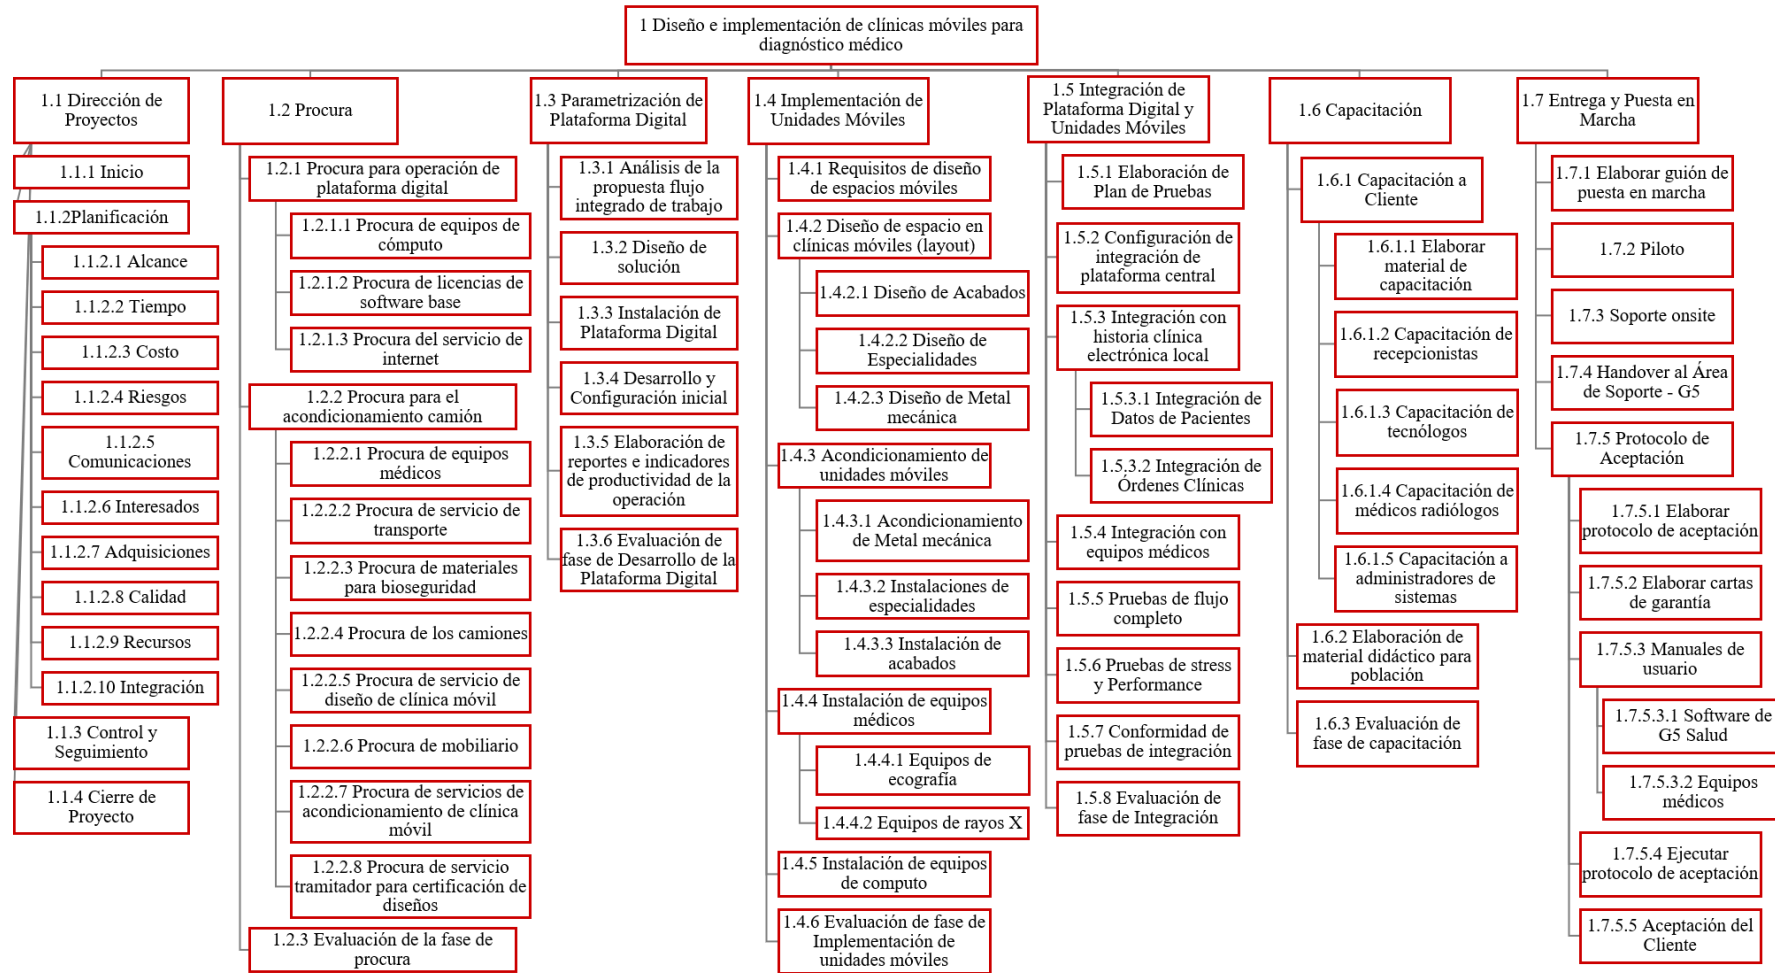 1 Diseño e implementación de clínicas móviles para
diagnóstico médico
1.1 Dirección de
Proyectos
1.1.1 Inicio
1.1.2Planificación
1.1.2.1 Alcance
1.1.2.2 Tiempo
1.1.2.3 Costo
1.1.2.4 Riesgos
1.1.2.5
Comunicaciones
1.1.2.6 Interesados
1.1.2.7 Adquisiciones
1.1.2.8 Calidad
1.1.2.9 Recursos
1.1.2.10 Integración
1.1.3 Control y
Seguimiento
1.1.4 Cierre de
Proyecto
1.2 Procura
1.2.1 Procura para operación de
plataforma digital
1.2.1.1 Procura de equipos de
cómputo
1.2.1.2 Procura de licencias de
software base
1.2.1.3 Procura del servicio de
internet
1.2.2 Procura para el
acondicionamiento camión
1.2.2.1 Procura de equipos
médicos
1.2.2.2 Procura de servicio de
transporte
1.2.2.3 Procura de materiales
para bioseguridad
1.2.2.4 Procura de los camiones
1.2.2.5 Procura de servicio de
diseño de clínica móvil
1.2.2.6 Procura de mobiliario
1.2.2.7 Procura de servicios de
acondicionamiento de clínica
móvil
1.2.2.8 Procura de servicio
tramitador para certificación de
diseños
1.2.3 Evaluación de la fase de
procura
1.3 Parametrización de
Plataforma Digital
1.3.1 Análisis de la
propuesta flujo
integrado de trabajo
1.3.2 Diseño de
solución
1.3.3 Instalación de
Plataforma Digital
1.3.4 Desarrollo y
Configuración inicial
1.3.5 Elaboración de
reportes e indicadores
de productividad de la
operación
1.3.6 Evaluación de
fase de Desarrollo de la
Plataforma Digital
1.4 Implementación de
Unidades Móviles
1.4.1 Requisitos de diseño
de espacios móviles
1.4.2 Diseño de espacio en
clínicas móviles (layout)
1.4.2.1 Diseño de Acabados
1.4.2.2 Diseño de
Especialidades
1.4.2.3 Diseño de Metal
mecánica
1.4.3 Acondicionamiento de
unidades móviles
1.4.3.1 Acondicionamiento
de Metal mecánica
1.4.3.2 Instalaciones de
especialidades
1.4.3.3 Instalación de
acabados
1.4.4 Instalación de equipos
médicos
1.4.4.1 Equipos de
ecografía
1.4.4.2 Equipos de rayos X
1.4.5 Instalación de equipos
de computo
1.4.6 Evaluación de fase de
Implementación de
unidades móviles
1.5 Integración de
Plataforma Digital y
Unidades Móviles
1.5.1 Elaboración de
Plan de Pruebas
1.5.2 Configuración de
integración de
plataforma central
1.5.3 Integración con
historia clínica
electrónica local
1.5.3.1 Integración de
Datos de Pacientes
1.5.3.2 Integración de
Órdenes Clínicas
1.5.4 Integración con
equipos médicos
1.5.5 Pruebas de flujo
completo
1.5.6 Pruebas de stress
y Performance
1.5.7 Conformidad de
pruebas de integración
1.5.8 Evaluación de
fase de Integración
1.6 Capacitación
1.6.1 Capacitación a
Cliente
1.6.1.1 Elaborar
material de
capacitación
1.6.1.2 Capacitación de
recepcionistas
1.6.1.3 Capacitación de
tecnólogos
1.6.1.4 Capacitación de
médicos radiólogos
1.6.1.5 Capacitación a
administradores de
sistemas
1.6.2 Elaboración de
material didáctico para
población
1.6.3 Evaluación de
fase de capacitación
1.7 Entrega y Puesta en
Marcha
1.7.1 Elaborar guión de
puesta en marcha
1.7.2 Piloto
1.7.3 Soporte onsite
1.7.4 Handover al Área
de Soporte - G5
1.7.5 Protocolo de
Aceptación
1.7.5.1 Elaborar
protocolo de aceptación
1.7.5.2 Elaborar cartas
de garantía
1.7.5.3 Manuales de
usuario
1.7.5.3.1 Software de
G5 Salud
1.7.5.3.2 Equipos
médicos
1.7.5.4 Ejecutar
protocolo de aceptación
1.7.5.5 Aceptación del
Cliente